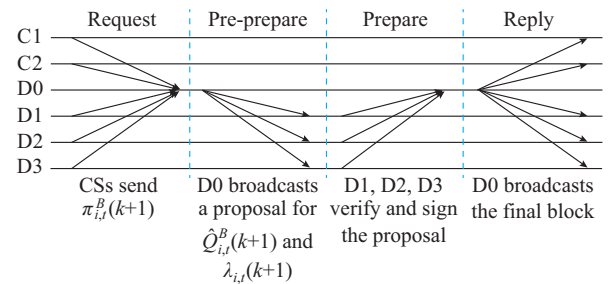 Request Pre-prepare Prepare Reply
C1
C2
D0
D1
D2
D3
CSs send
π^B_{i,t}(k+1)
D0 broadcasts
a proposal for
Q̂^B_{i,t}(k+1) and
λ_{i,t}(k+1)
D1, D2, D3
verify and sign
the proposal
D0 broadcasts
the final block